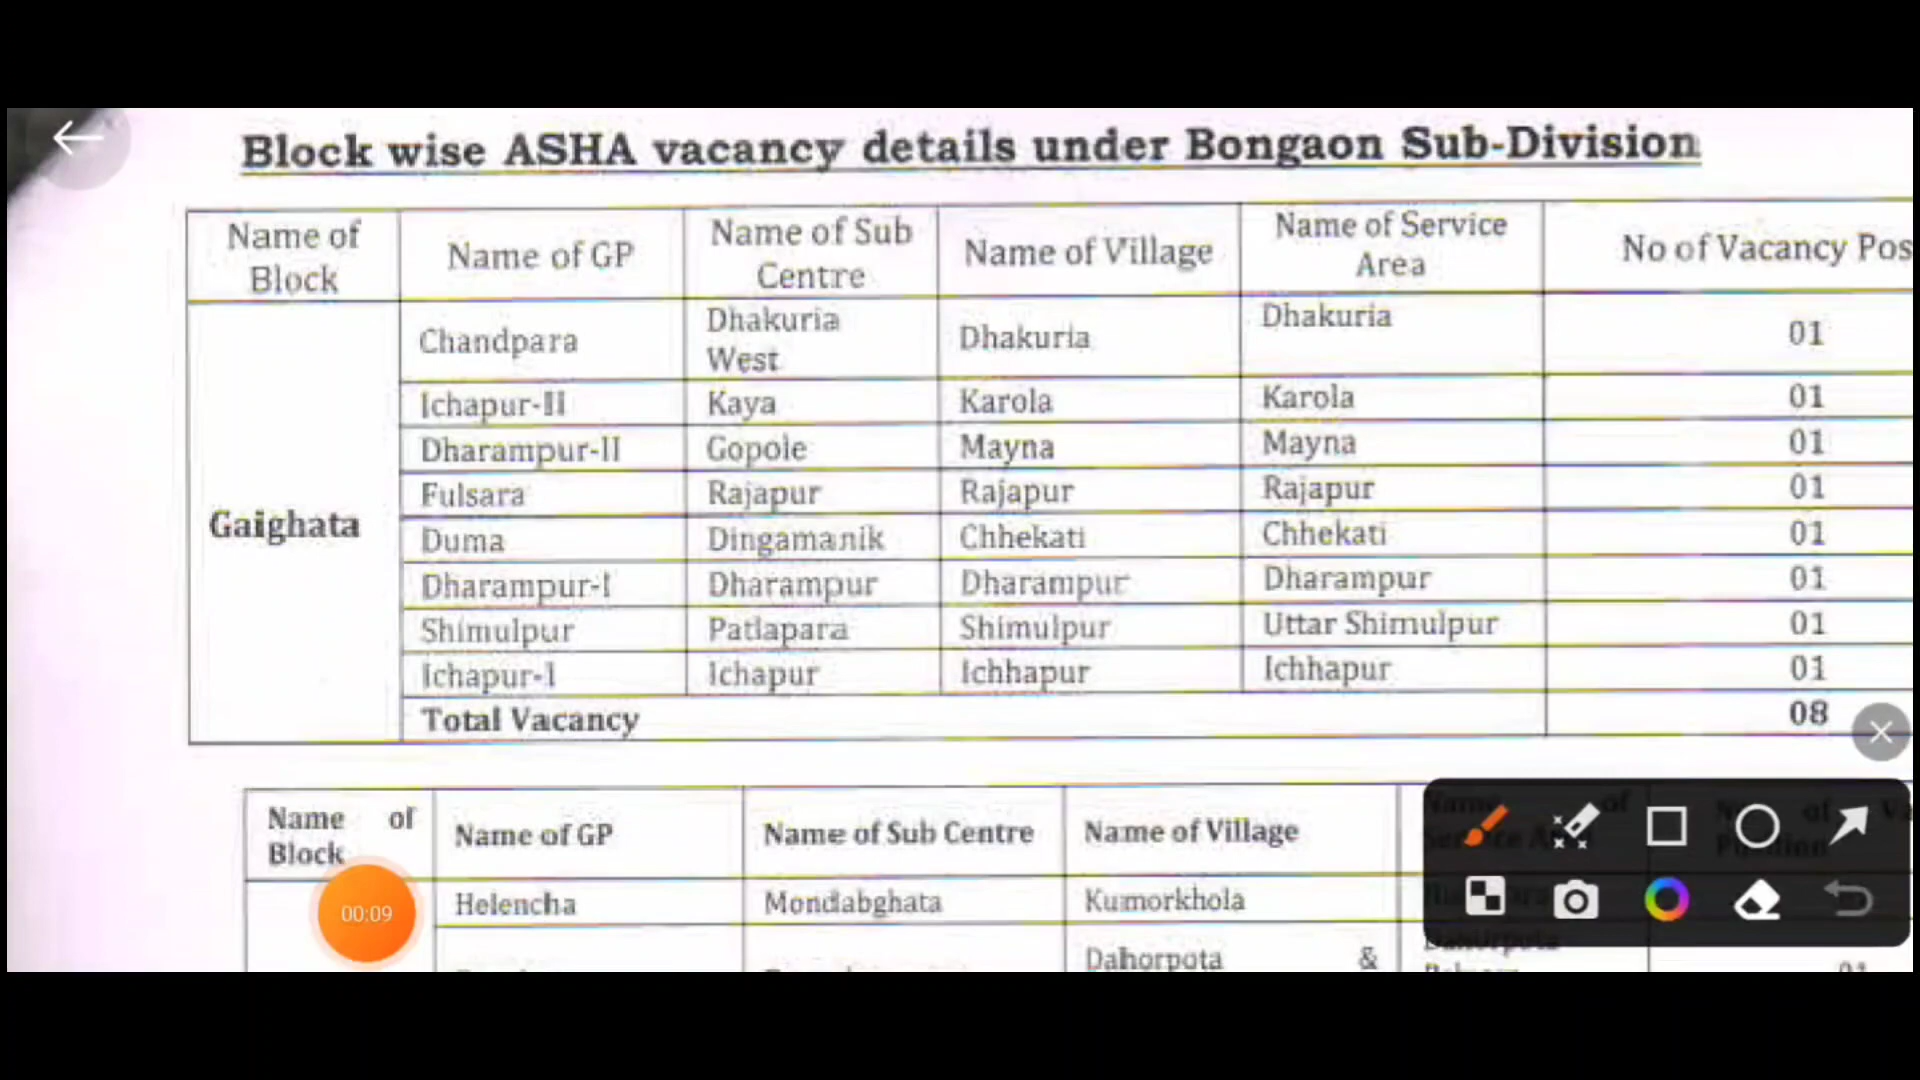 Block wise ASHA vacancy details under Bongaon Sub-Division
Name of Block | Name of GP | Name of Sub Centre | Name of Village | Name of Service Area | No of Vacancy Pos
Gaighata
Chandpara | Dhakuria West | Dhakuria | Dhakuria | 01
Ichapur-II | Kaya | Karola | Karola | 01
Dharampur-II | Gopole | Mayna | Mayna | 01
Fulsara | Rajapur | Rajapur | Rajapur | 01
Duma | Dingamanik | Chhekati | Chhekati | 01
Dharampur-I | Dharampur | Dharampur | Dharampur | 01
Shimulpur | Patlapara | Shimulpur | Uttar Shimulpur | 01
Ichapur-I | Ichapur | Ichhapur | Ichhapur | 01
Total Vacancy | 08
Name of Block | Name of GP | Name of Sub Centre | Name of Village | Name of
Helencha | Mondabghata | Kumorkhola
Dahorpota &
00:09